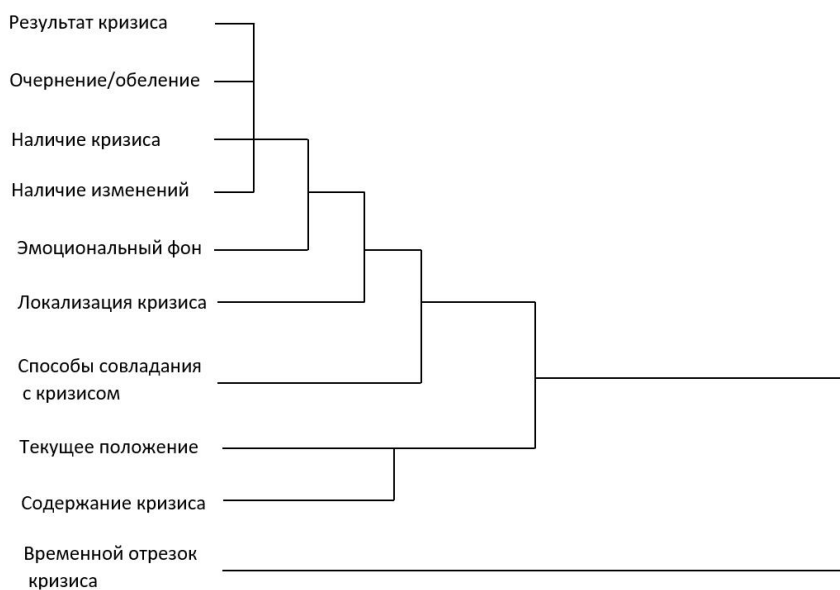 Результат кризиса
Очернение/обеление
Наличие кризиса
Наличие изменений
Эмоциональный фон
Локализация кризиса
Способы совладания
с кризисом
Текущее положение
Содержание кризиса
Временной отрезок
кризиса